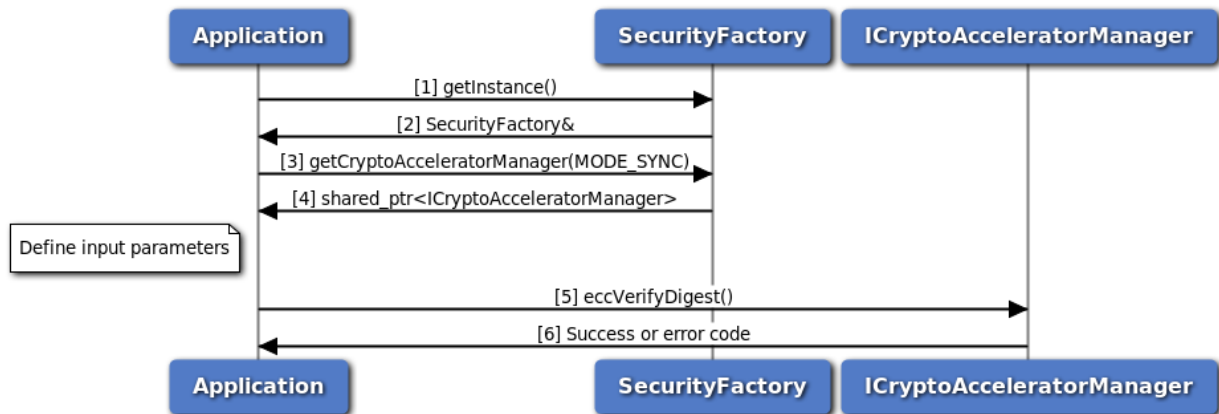 Application
SecurityFactory
ICryptoAcceleratorManager
[1] getInstance()
[2] SecurityFactory&
[3] getCryptoAcceleratorManager(MODE_SYNC)
[4] shared_ptr<ICryptoAcceleratorManager>
Define input parameters
[5] eccVerifyDigest()
[6] Success or error code
Application
SecurityFactory
ICryptoAcceleratorManager